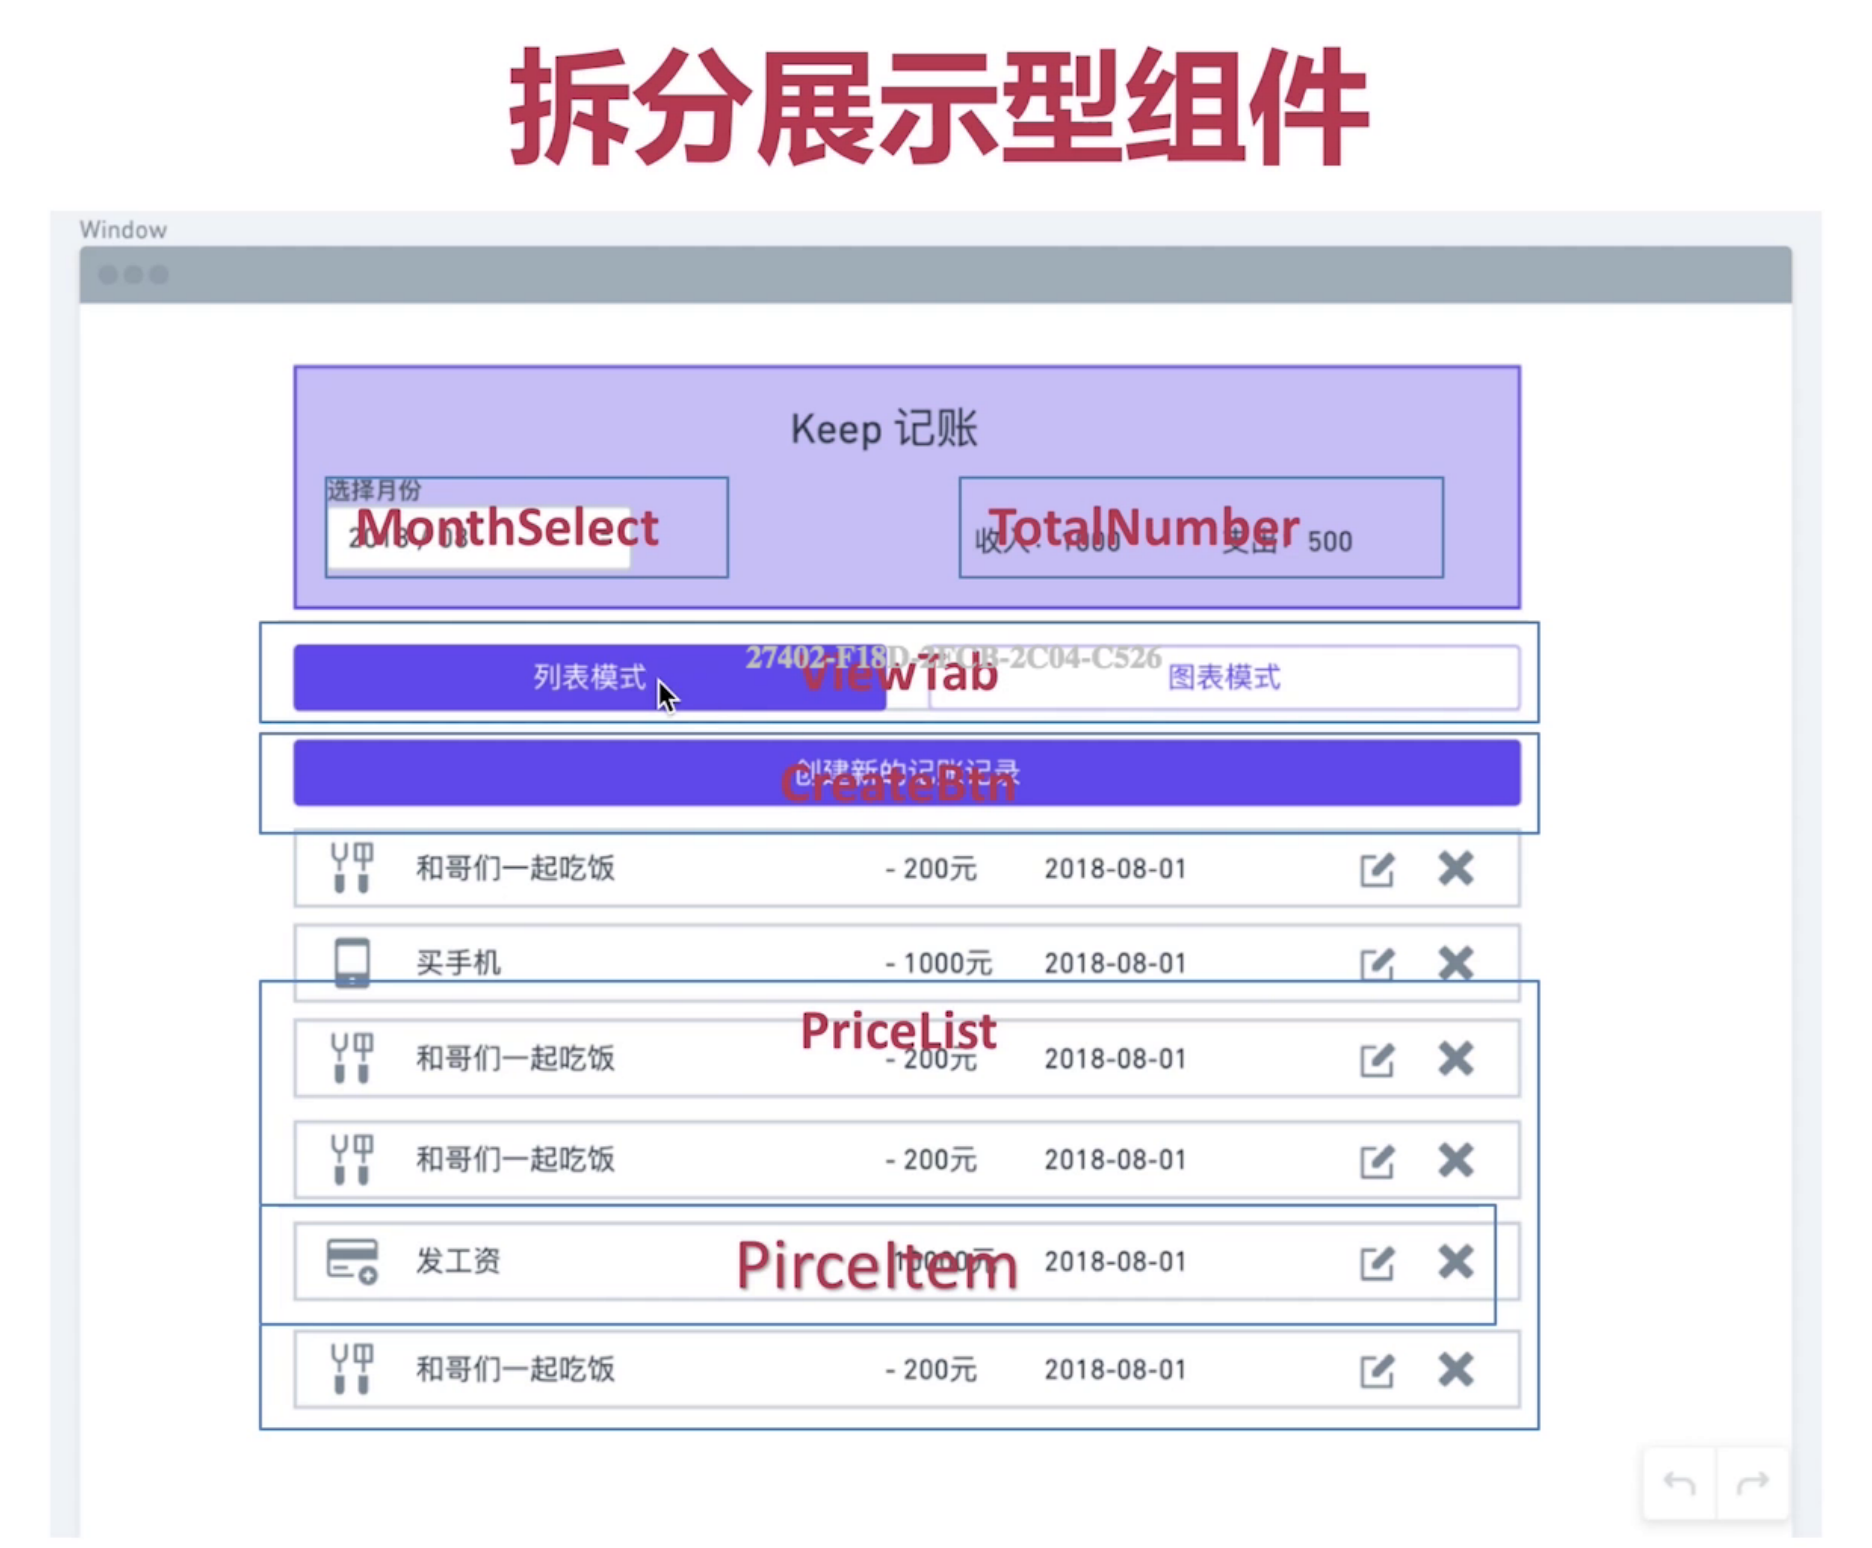 拆分展示型组件
Window
Keep 记账
选择月份
MonthSelect
2018 / 08
TotalNumber
收入: 1000 支出: 500
27402-F18D-2ECB-2C04-C526
列表模式 ViewTab 图表模式
创建新的记账记录
CreateBtn
和哥们一起吃饭 - 200元 2018-08-01
买手机 - 1000元 2018-08-01
PriceList
和哥们一起吃饭 - 200元 2018-08-01
和哥们一起吃饭 - 200元 2018-08-01
发工资 10000元 2018-08-01
PirceItem
和哥们一起吃饭 - 200元 2018-08-01